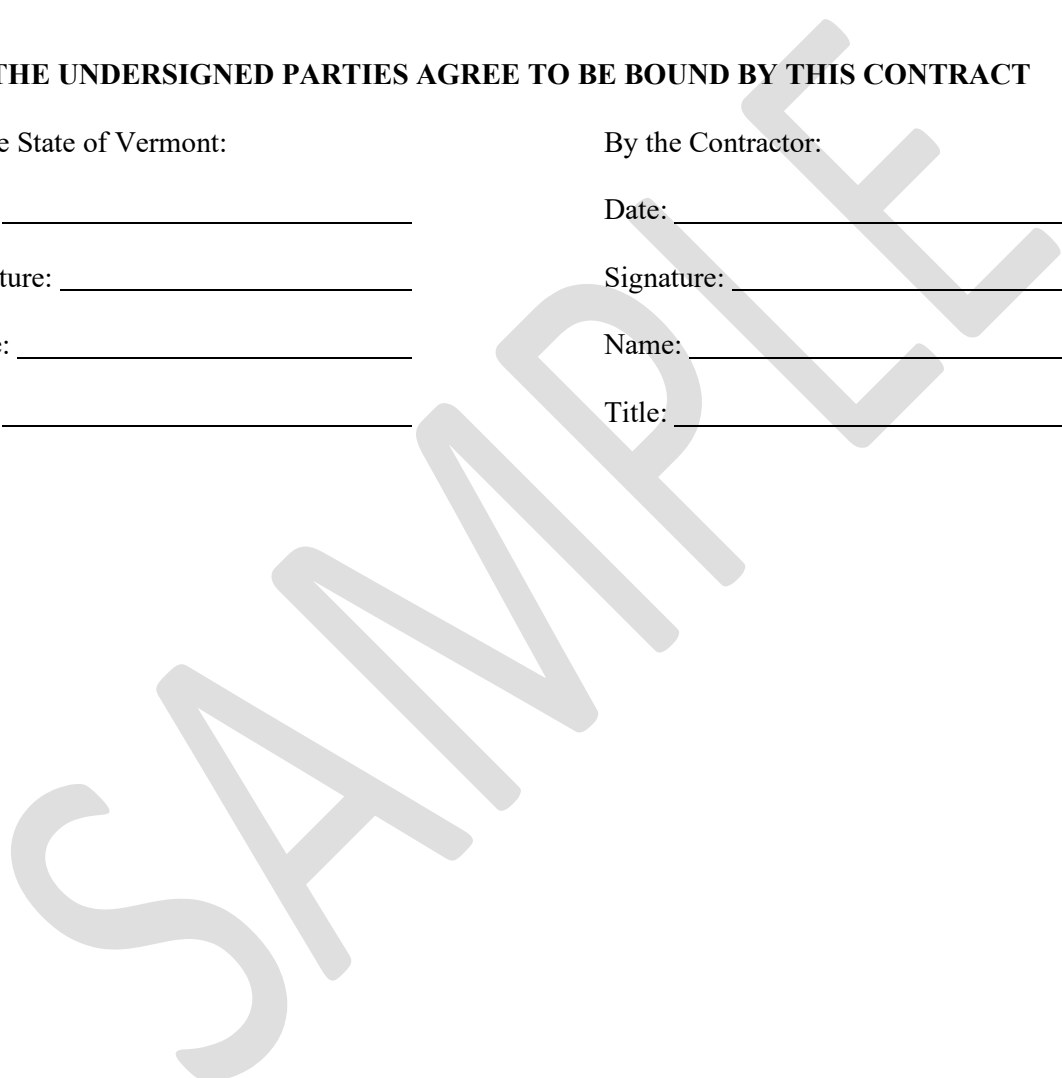 THE UNDERSIGNED PARTIES AGREE TO BE BOUND BY THIS CONTRACT
e State of Vermont:
By the Contractor:
Date:
ture:
Signature:
e:
Name:
Title:
SAMPLE